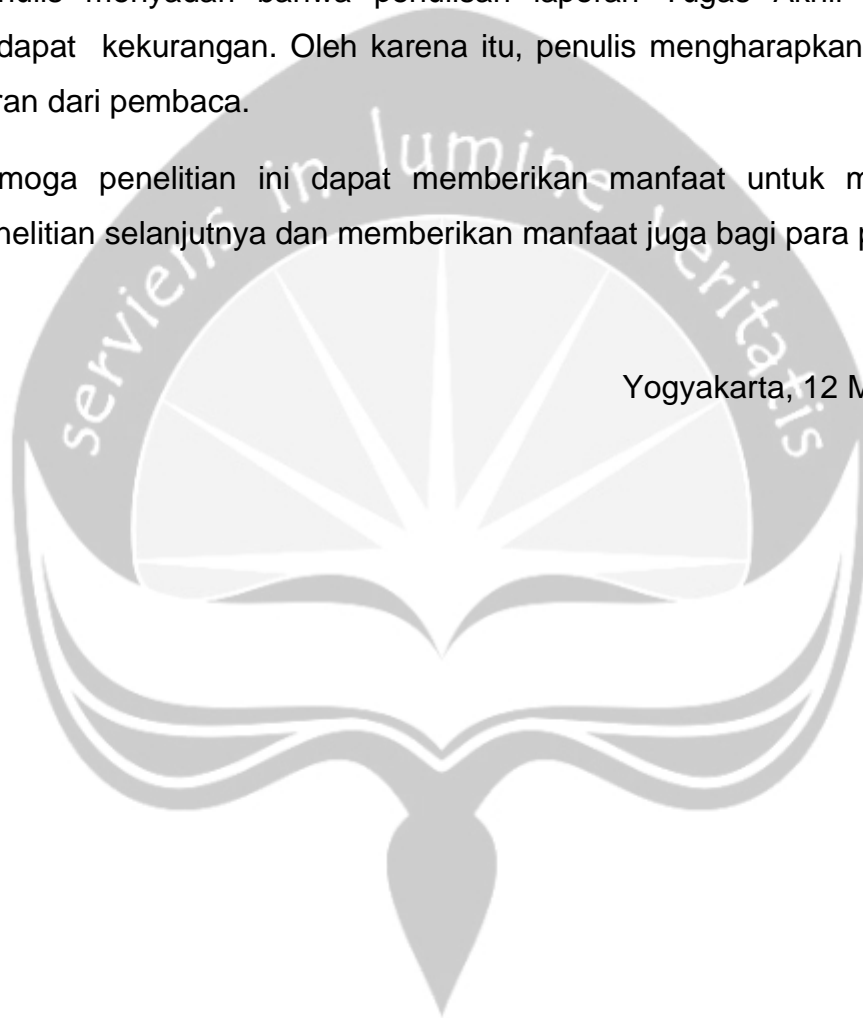 nulis menyadari bahwa penulisan laporan Tugas Akhir
dapat kekurangan. Oleh karena itu, penulis mengharapkan
ran dari pembaca.
moga penelitian ini dapat memberikan manfaat untuk m
nelitian selanjutnya dan memberikan manfaat juga bagi para p
serviens in lumine veritatis
Yogyakarta, 12 M